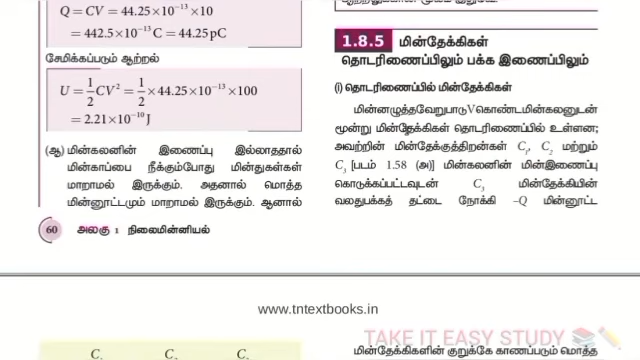 Q = CV = 44.25×10⁻¹³×10
= 442.5×10⁻¹³ C = 44.25 pC
சேமிக்கப்படும் ஆற்றல்
U = 1/2 CV² = 1/2 × 44.25×10⁻¹³ ×100
= 2.21×10⁻¹⁰ J
(ஆ) மின்கலனின் இணைப்பு இல்லாததால்
மின்காப்பை நீக்கும்போது மின்துகள்கள்
மாறாமல் இருக்கும். அதனால் மொத்த
மின்னூட்டமும் மாறாமல் இருக்கும். ஆனால்
60 அலகு 1 நிலைமின்னியல்
1.8.5 மின்தேக்கிகள்
தொடரிணைப்பிலும் பக்க இணைப்பிலும்
(i) தொடரிணைப்பில் மின்தேக்கிகள்
மின்னழுத்தவேறுபாடுVகொண்டமின்கலனுடன்
மூன்று மின்தேக்கிகள் தொடரிணைப்பில் உள்ளன;
அவற்றின் மின்தேக்குத்திறன்கள் C₁, C₂ மற்றும்
C₃ [படம் 1.58 (அ)] மின்கலனின் மின்இணைப்பு
கொடுக்கப்பட்டவுடன் C₃ மின்தேக்கியின்
வலதுபக்கத் தட்டை நோக்கி –Q மின்னூட்ட
www.tntextbooks.in
TAKE IT EASY STUDY
மின்தேக்கிகளின் குறுக்கே காணப்படும் மொத்த